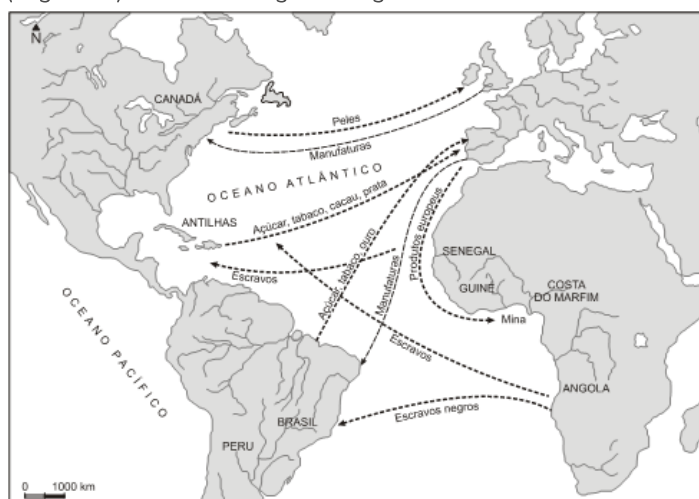 N
CANADÁ
Peles
Manufaturas
OCEANO ATLÂNTICO
ANTILHAS
Açúcar, tabaco, cacau, prata
Escravos
Açúcar, tabaco, ouro
Manufaturas
Produtos europeus
SENEGAL
GUINÉ
COSTA
DO MARFIM
Mina
OCEANO PACÍFICO
Escravos
ANGOLA
Escravos negros
BRASIL
PERU
0 1000 km